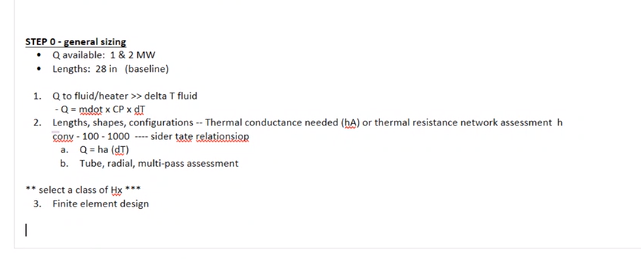 STEP 0 - general sizing
• Q available: 1 & 2 MW
• Lengths: 28 in (baseline)
1. Q to fluid/heater >> delta T fluid
- Q = mdot x CP x dT
2. Lengths, shapes, configurations -- Thermal conductance needed (hA) or thermal resistance network assessment h
conv - 100 - 1000 ---- sider tate relationsiop
a. Q = ha (dT)
b. Tube, radial, multi-pass assessment
** select a class of Hx ***
3. Finite element design